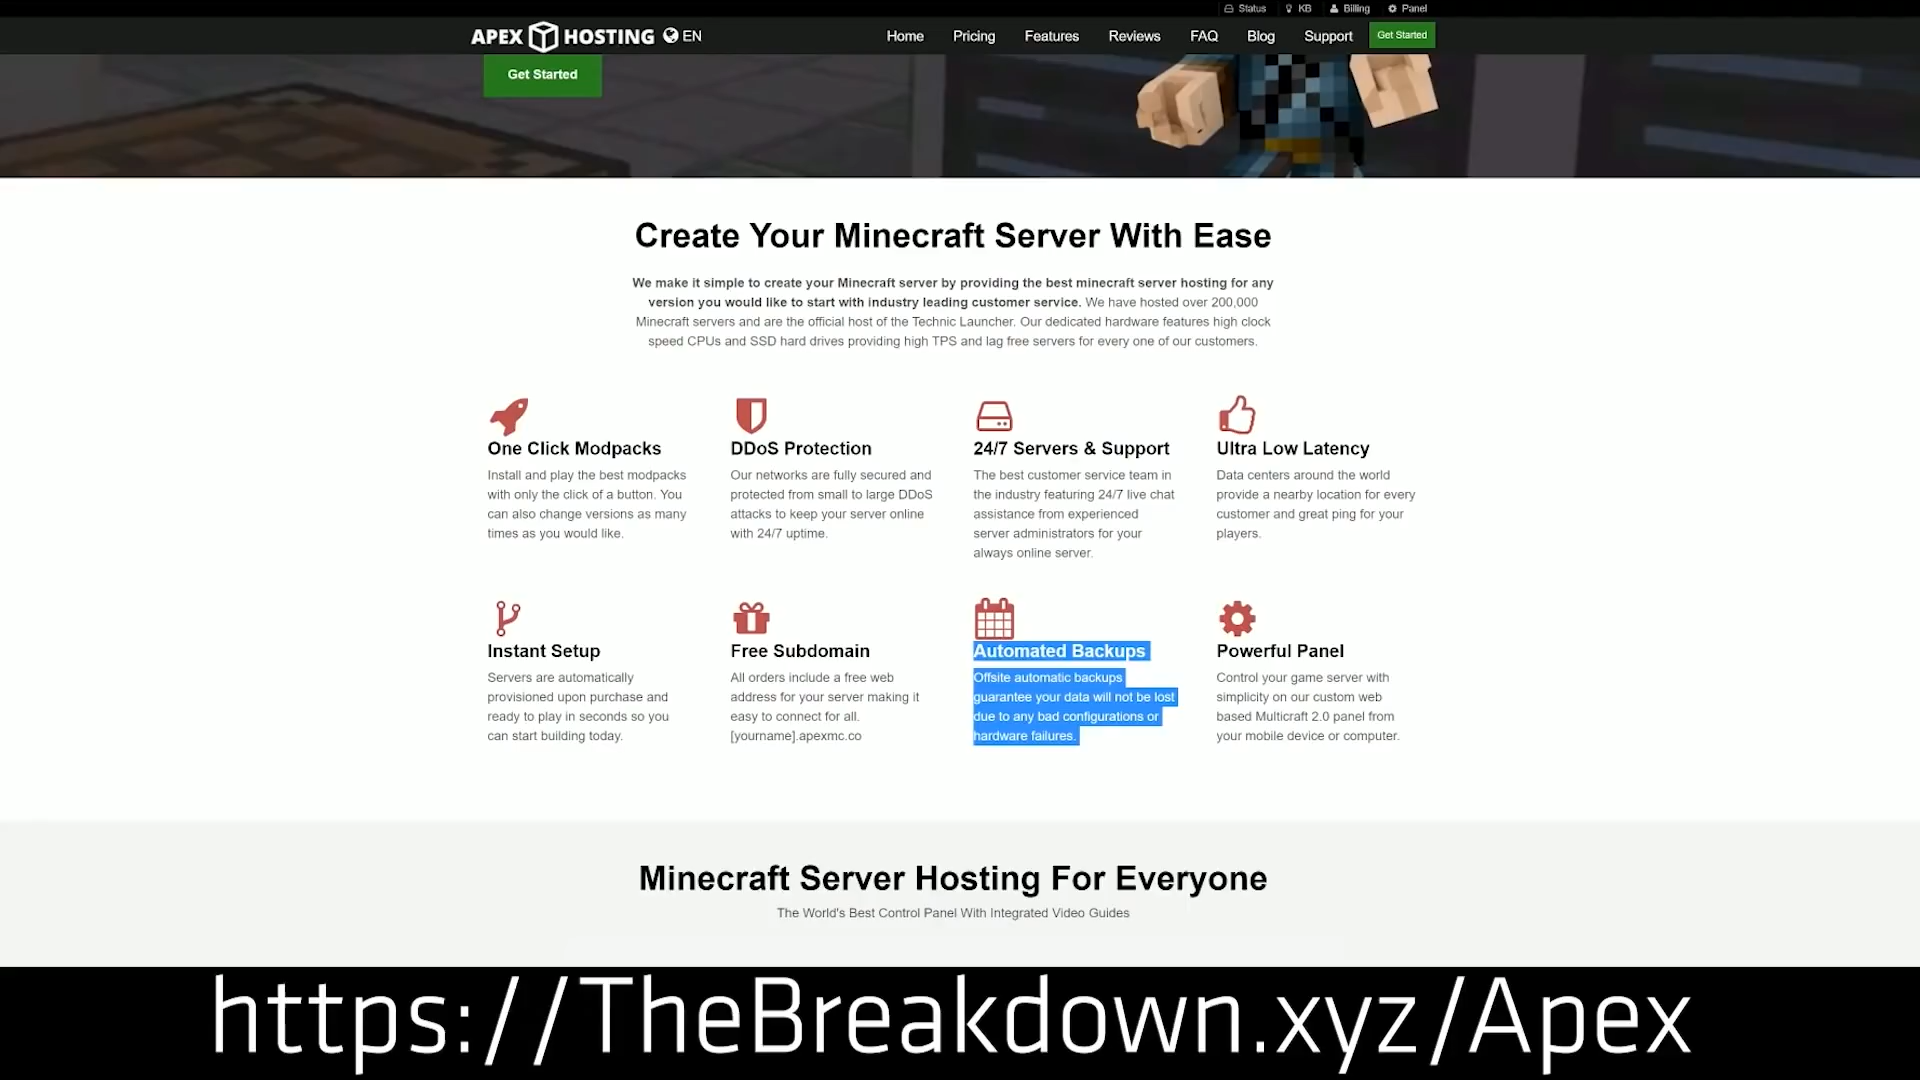 Status KB Billing Panel
APEX HOSTING EN Home Pricing Features Reviews FAQ Blog Support Get Started
Get Started
Create Your Minecraft Server With Ease
We make it simple to create your Minecraft server by providing the best minecraft server hosting for any
version you would like to start with industry leading customer service. We have hosted over 200,000
Minecraft servers and are the official host of the Technic Launcher. Our dedicated hardware features high clock
speed CPUs and SSD hard drives providing high TPS and lag free servers for every one of our customers.
One Click Modpacks
Install and play the best modpacks
with only the click of a button. You
can also change versions as many
times as you would like.
DDoS Protection
Our networks are fully secured and
protected from small to large DDoS
attacks to keep your server online
with 24/7 uptime.
24/7 Servers & Support
The best customer service team in
the industry featuring 24/7 live chat
assistance from experienced
server administrators for your
always online server.
Ultra Low Latency
Data centers around the world
provide a nearby location for every
customer and great ping for your
players.
Instant Setup
Servers are automatically
provisioned upon purchase and
ready to play in seconds so you
can start building today.
Free Subdomain
All orders include a free web
address for your server making it
easy to connect for all.
[yourname].apexmc.co
Automated Backups
Offsite automatic backups
guarantee your data will not be lost
due to any bad configurations or
hardware failures.
Powerful Panel
Control your game server with
simplicity on our custom web
based Multicraft 2.0 panel from
your mobile device or computer.
Minecraft Server Hosting For Everyone
The World's Best Control Panel With Integrated Video Guides
https://TheBreakdown.xyz/Apex